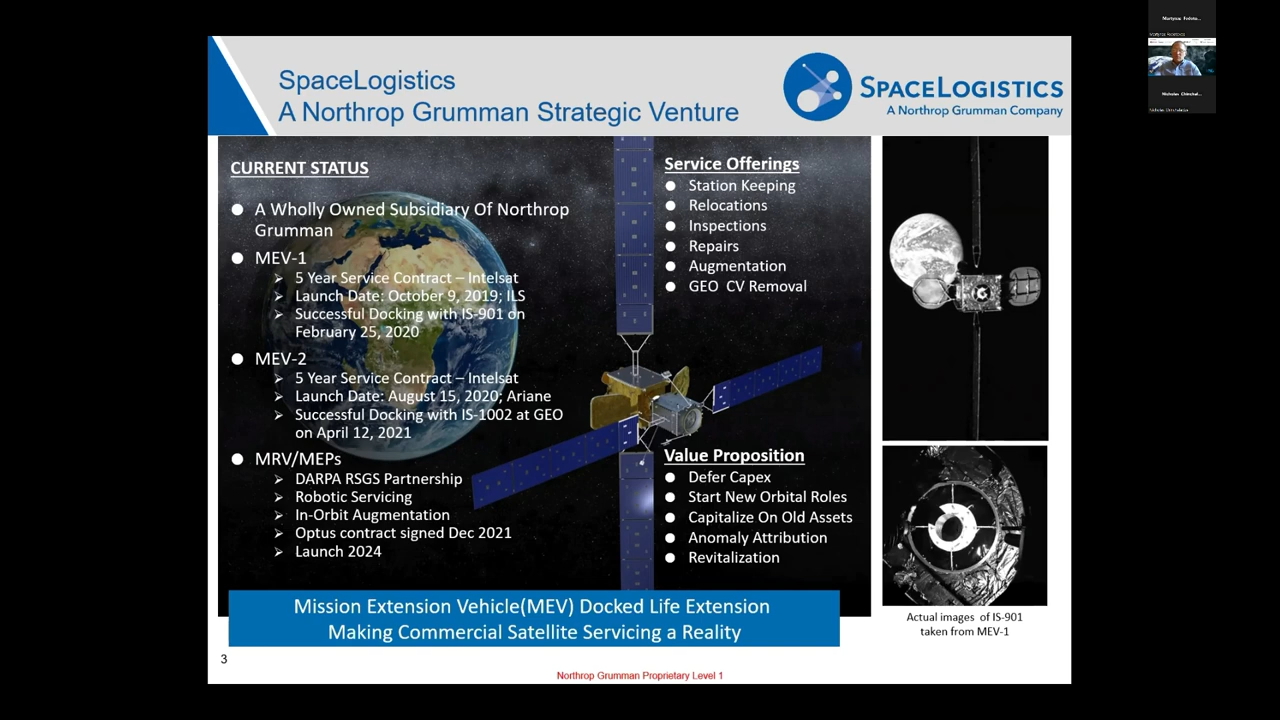 SpaceLogistics
A Northrop Grumman Strategic Venture
SPACELOGISTICS
A Northrop Grumman Company
CURRENT STATUS
● A Wholly Owned Subsidiary Of Northrop
Grumman
● MEV-1
➢ 5 Year Service Contract – Intelsat
➢ Launch Date: October 9, 2019; ILS
➢ Successful Docking with IS-901 on
February 25, 2020
● MEV-2
➢ 5 Year Service Contract – Intelsat
➢ Launch Date: August 15, 2020; Ariane
➢ Successful Docking with IS-1002 at GEO
on April 12, 2021
● MRV/MEPs
➢ DARPA RSGS Partnership
➢ Robotic Servicing
➢ In-Orbit Augmentation
➢ Optus contract signed Dec 2021
➢ Launch 2024
Service Offerings
● Station Keeping
● Relocations
● Inspections
● Repairs
● Augmentation
● GEO CV Removal
Value Proposition
● Defer Capex
● Start New Orbital Roles
● Capitalize On Old Assets
● Anomaly Attribution
● Revitalization
Actual images of IS-901
taken from MEV-1
Mission Extension Vehicle(MEV) Docked Life Extension
Making Commercial Satellite Servicing a Reality
3
Northrop Grumman Proprietary Level 1